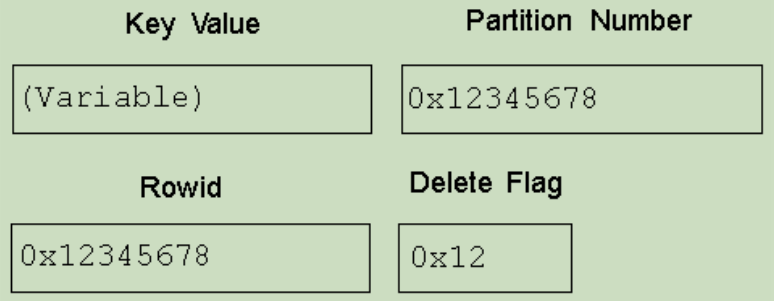 Key Value
Partition Number
(Variable)
0x12345678
Rowid
Delete Flag
0x12345678
0x12